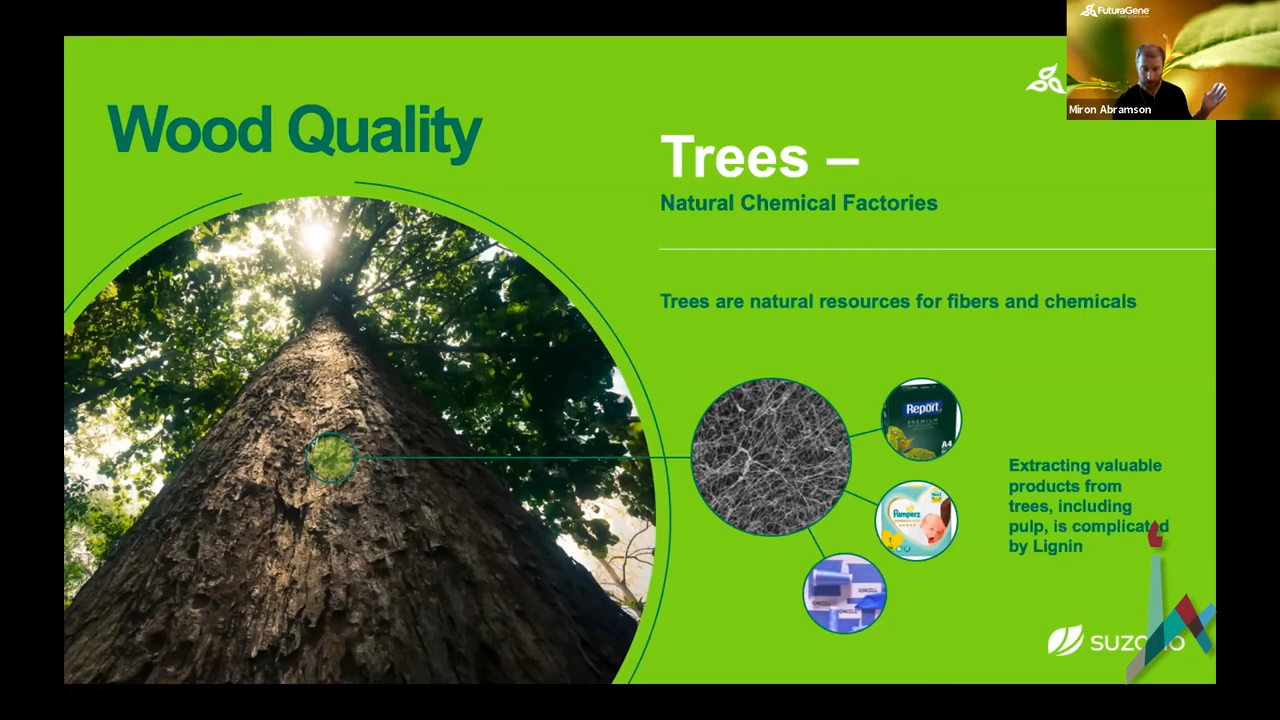 FuturaGene
Miron Abramson
Wood Quality
Trees –
Natural Chemical Factories
Trees are natural resources for fibers and chemicals
Report
PREMIUM
A4
Pampers
IONCELL
Extracting valuable
products from
trees, including
pulp, is complicated
by Lignin
suzano